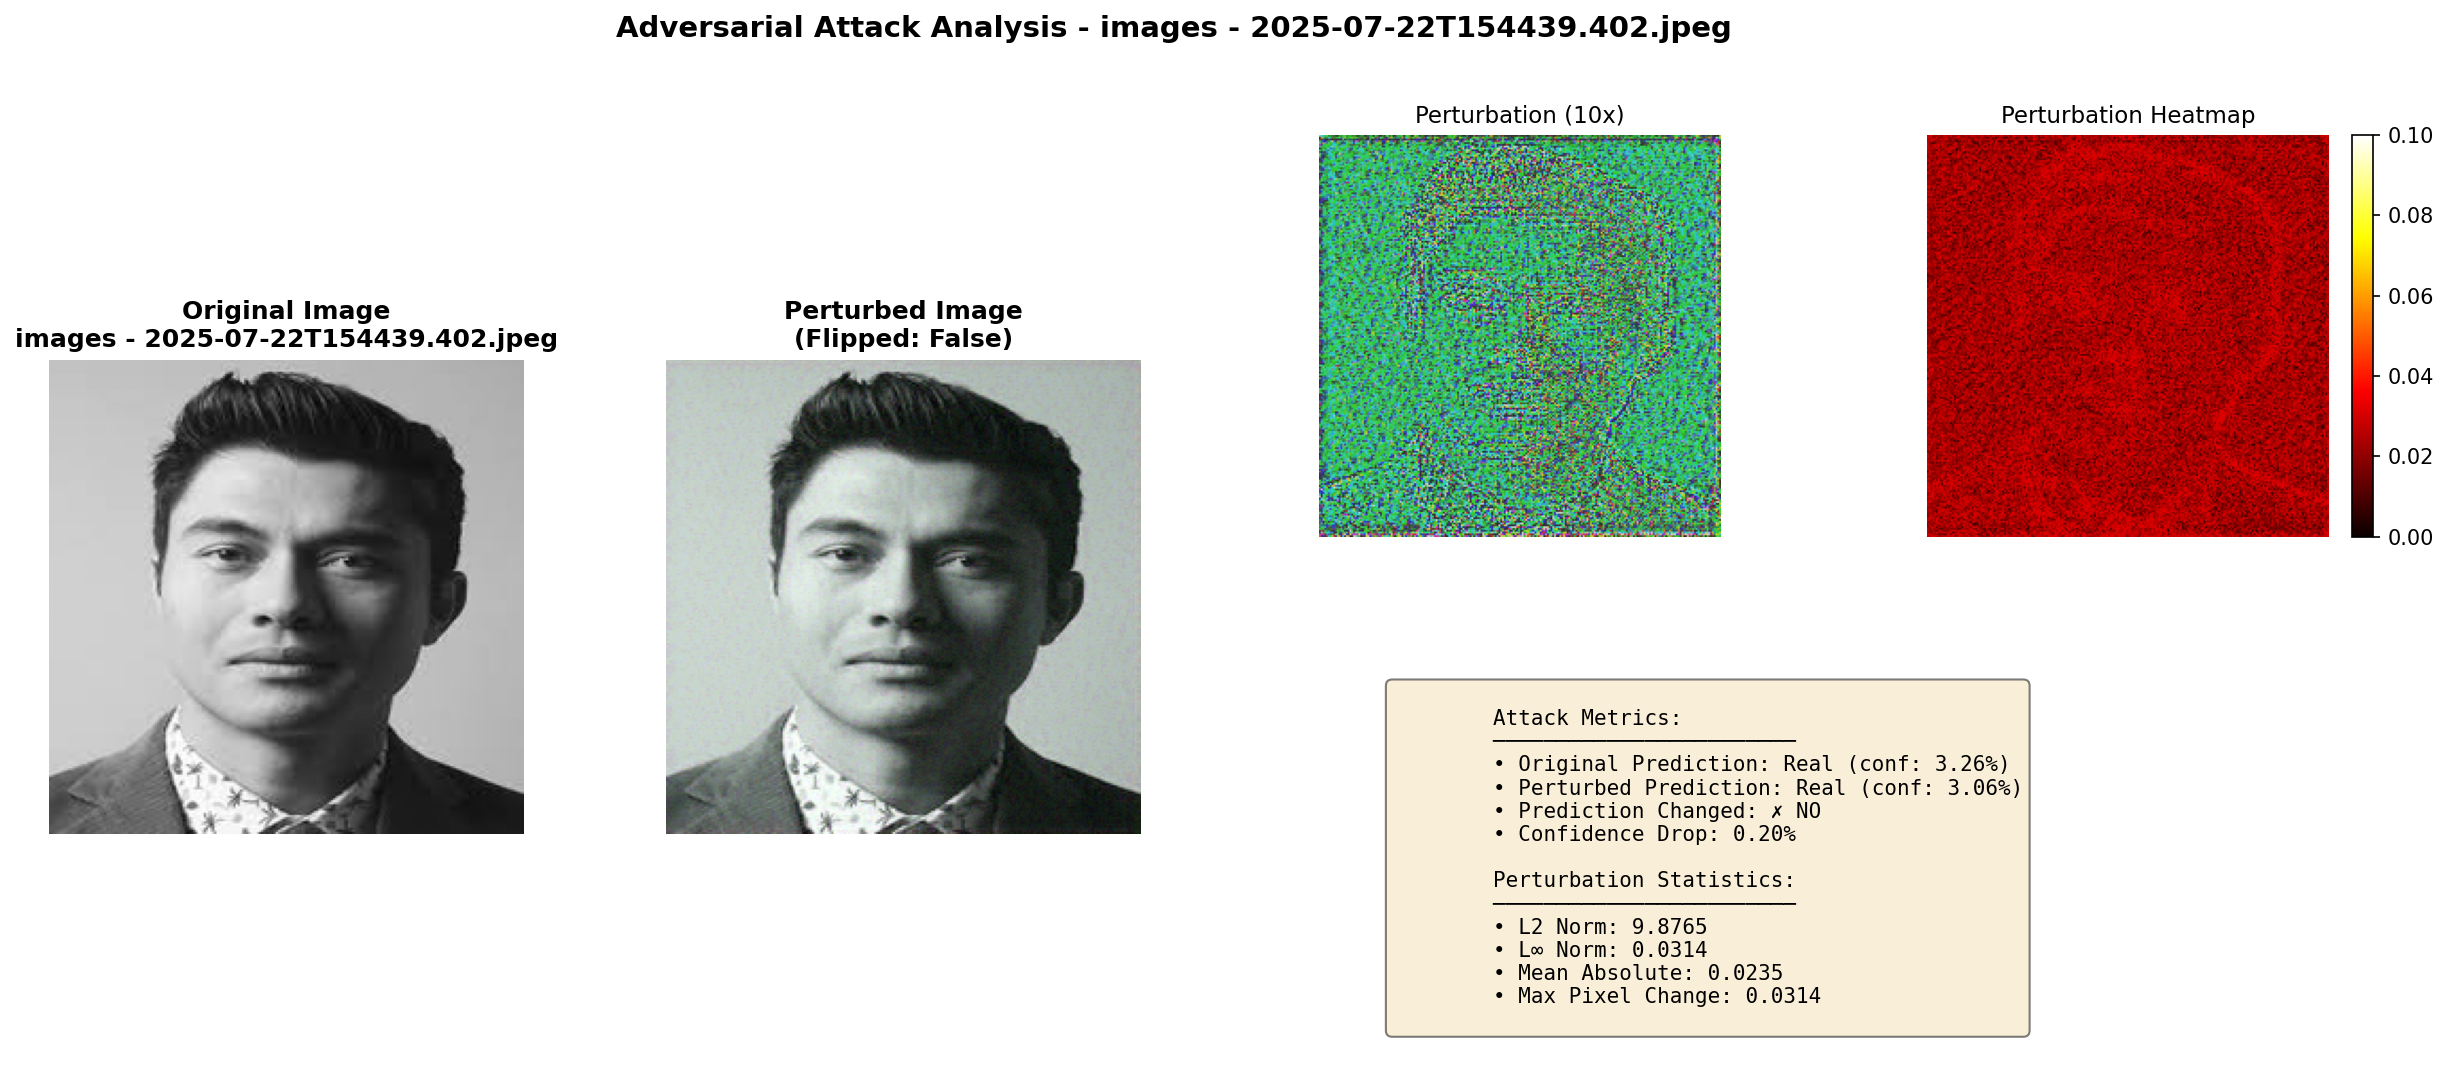 Adversarial Attack Analysis - images - 2025-07-22T154439.402.jpeg
Original Image
images - 2025-07-22T154439.402.jpeg
Perturbed Image
(Flipped: False)
Perturbation (10x)
Perturbation Heatmap
0.10
0.08
0.06
0.04
0.02
0.00
Attack Metrics:
• Original Prediction: Real (conf: 3.26%)
• Perturbed Prediction: Real (conf: 3.06%)
• Prediction Changed: ✗ NO
• Confidence Drop: 0.20%
Perturbation Statistics:
• L2 Norm: 9.8765
• L∞ Norm: 0.0314
• Mean Absolute: 0.0235
• Max Pixel Change: 0.0314